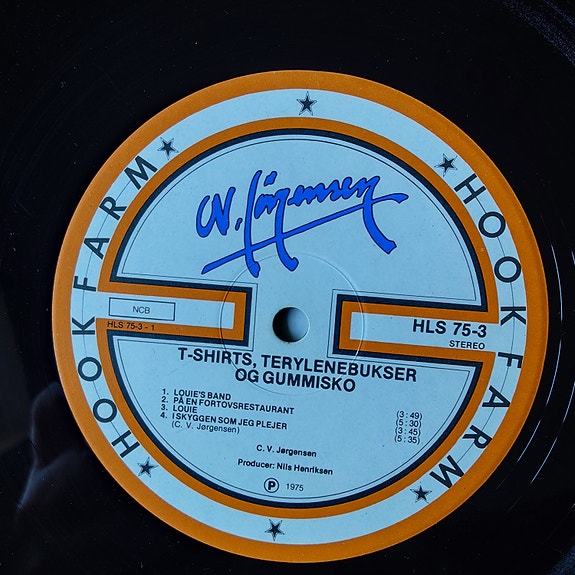 HOOKFARM
HOOKFARM
C.V. Jørgensen
NCB
HLS 75-3 - 1
HLS 75-3
STEREO
T-SHIRTS, TERYLENEBUKSER
OG GUMMISKO
1. LOUIE'S BAND (3:49)
2. PÅ EN FORTOVSRESTAURANT (5:30)
3. LOUIE (3:45)
4. I SKYGGEN SOM JEG PLEJER (5:35)
(C. V. Jørgensen)
C. V. Jørgensen
Producer: Nils Henriksen
Ⓟ 1975